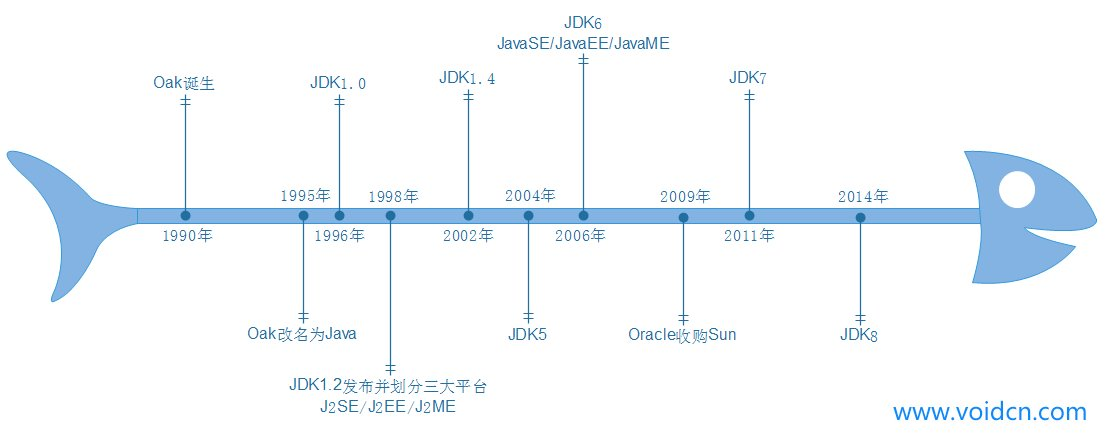 JDK6
JavaSE/JavaEE/JavaME
Oak诞生
JDK1.0
JDK1.4
JDK7
1995年
1998年
2004年
2009年
2014年
1990年
1996年
2002年
2006年
2011年
Oak改名为Java
JDK5
Oracle收购Sun
JDK8
JDK1.2发布并划分三大平台
J2SE/J2EE/J2ME
www.voidcn.com